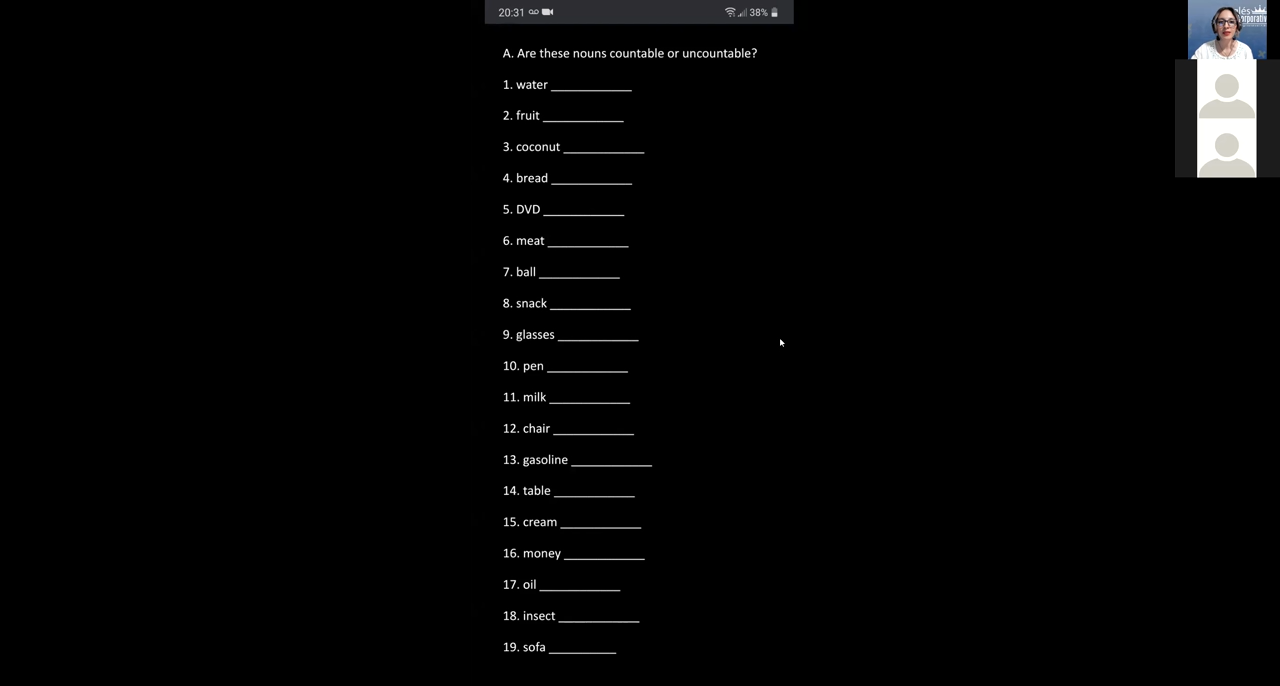 20:31 38%
A. Are these nouns countable or uncountable?
1. water ____________
2. fruit ____________
3. coconut ____________
4. bread ____________
5. DVD ____________
6. meat ____________
7. ball ____________
8. snack ____________
9. glasses ____________
10. pen ____________
11. milk ____________
12. chair ____________
13. gasoline ____________
14. table ____________
15. cream ____________
16. money ____________
17. oil ____________
18. insect ____________
19. sofa __________